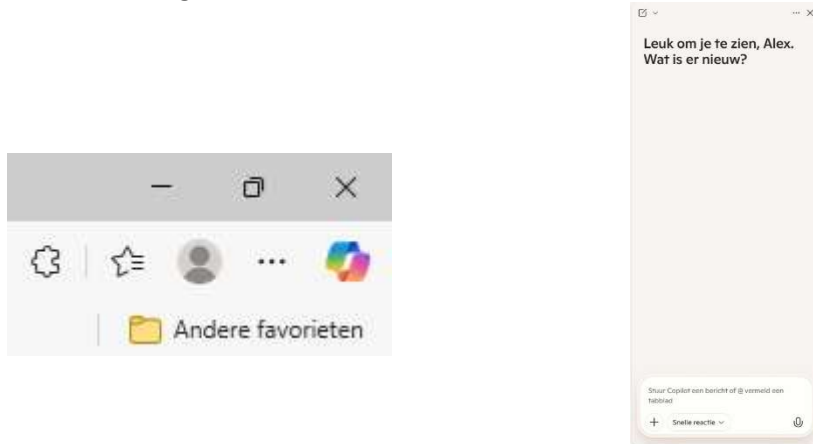 Leuk om je te zien, Alex.
Wat is er nieuw?
Andere favorieten
Stuur Copilot een bericht of @ vermeld een
tabblad
Snelle reactie